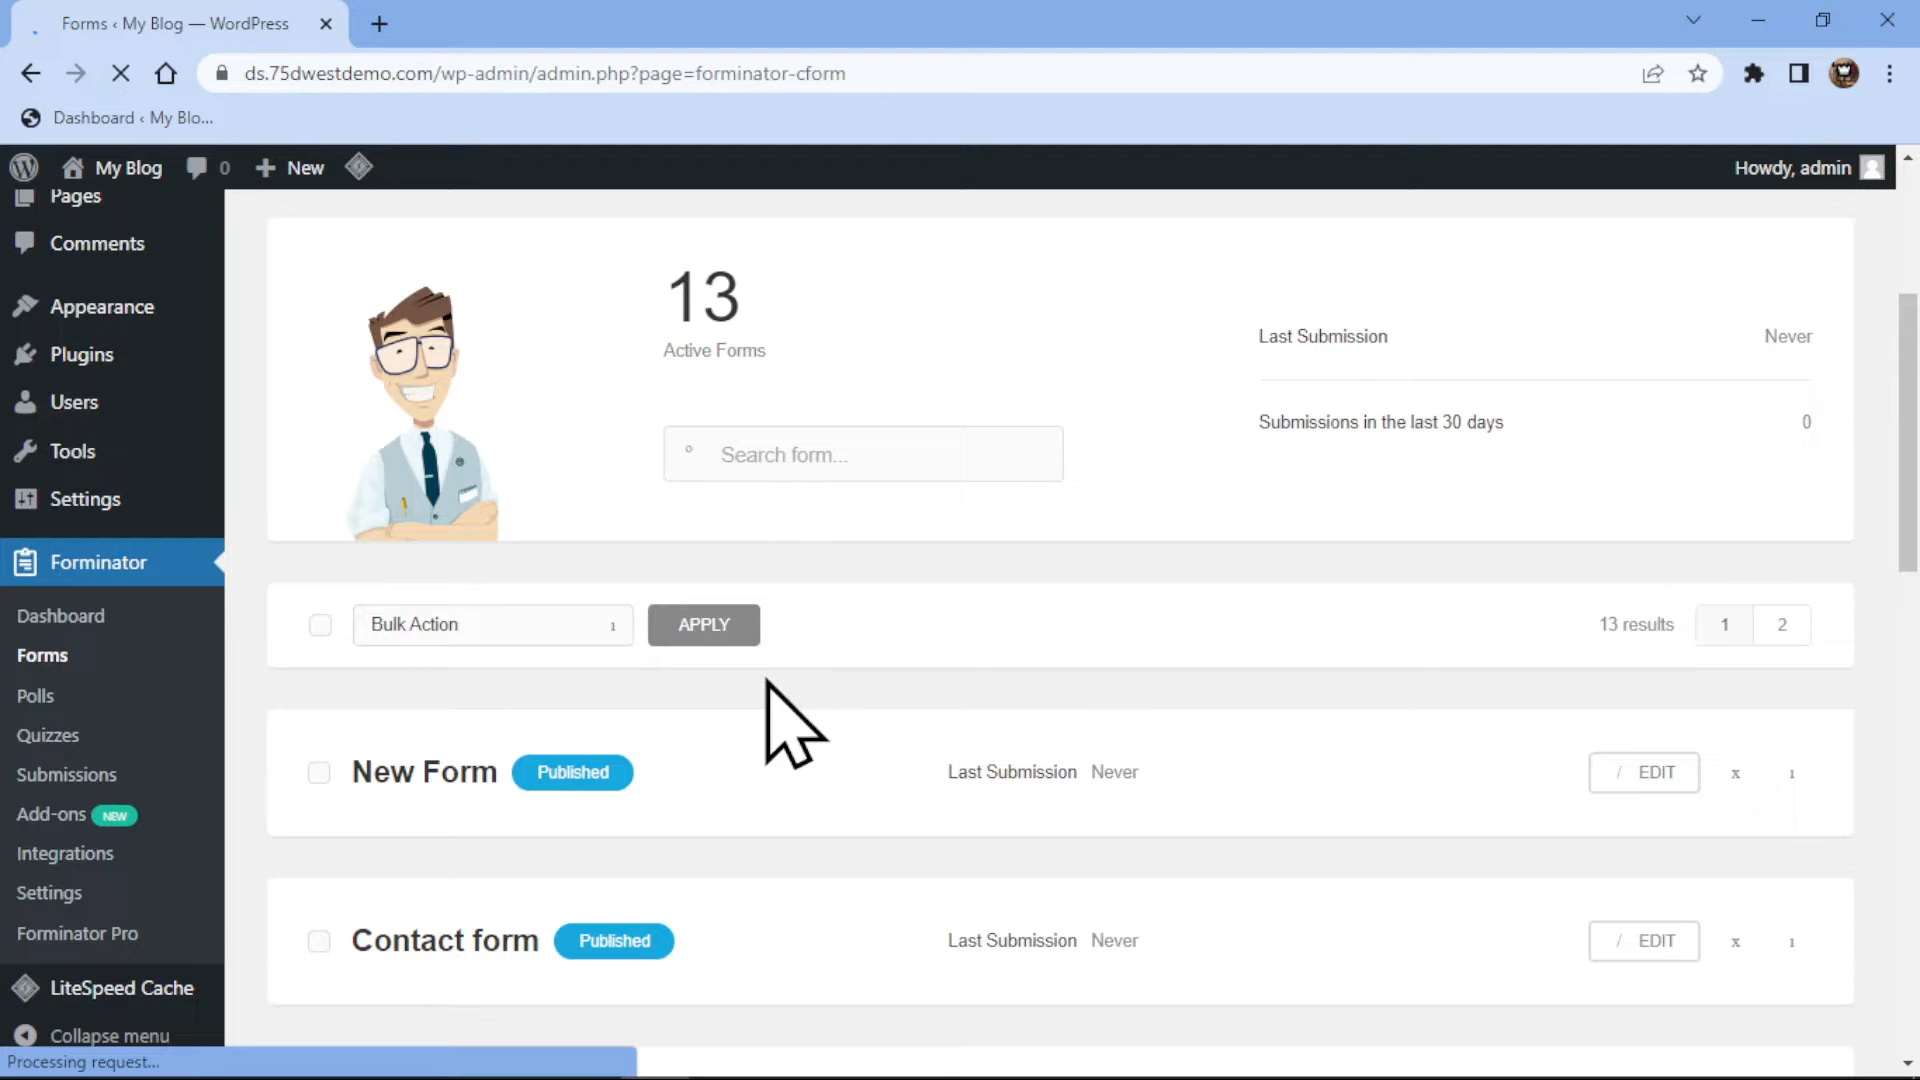 Forms ‹ My Blog — WordPress
ds.75dwestdemo.com/wp-admin/admin.php?page=forminator-cform
Dashboard ‹ My Blo...
My Blog 0 New
Howdy, admin
Pages
Comments
Appearance
Plugins
Users
Tools
Settings
Forminator
Dashboard
Forms
Polls
Quizzes
Submissions
Add-ons NEW
Integrations
Settings
Forminator Pro
LiteSpeed Cache
Collapse menu
13
Active Forms
Search form...
Last Submission Never
Submissions in the last 30 days 0
Bulk Action ı APPLY 13 results 1 2
New Form Published Last Submission Never / EDIT x ı
Contact form Published Last Submission Never / EDIT x ı
Processing request...